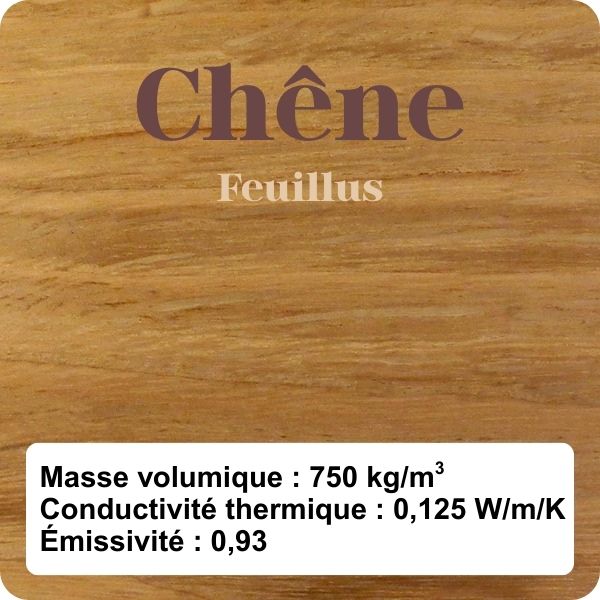 Chêne
Feuillus
Masse volumique : 750 kg/m³
Conductivité thermique : 0,125 W/m/K
Émissivité : 0,93